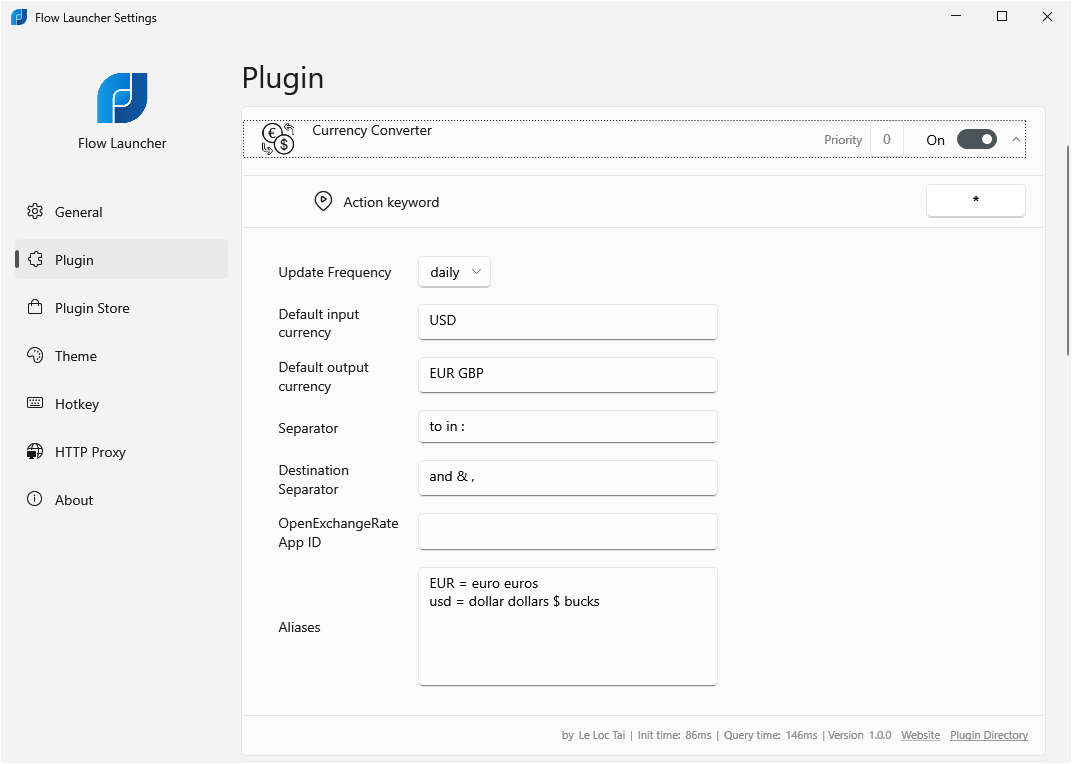 Flow Launcher Settings
Flow Launcher
General
Plugin
Plugin Store
Theme
Hotkey
HTTP Proxy
About
Plugin
€
$
Currency Converter
Priority 0 On
Action keyword *
Update Frequency daily
Default input
currency
USD
Default output
currency
EUR GBP
Separator to in :
Destination
Separator
and & ,
OpenExchangeRate
App ID
Aliases
EUR = euro euros
usd = dollar dollars $ bucks
by Le Loc Tai | Init time: 86ms | Query time: 146ms | Version 1.0.0 Website Plugin Directory